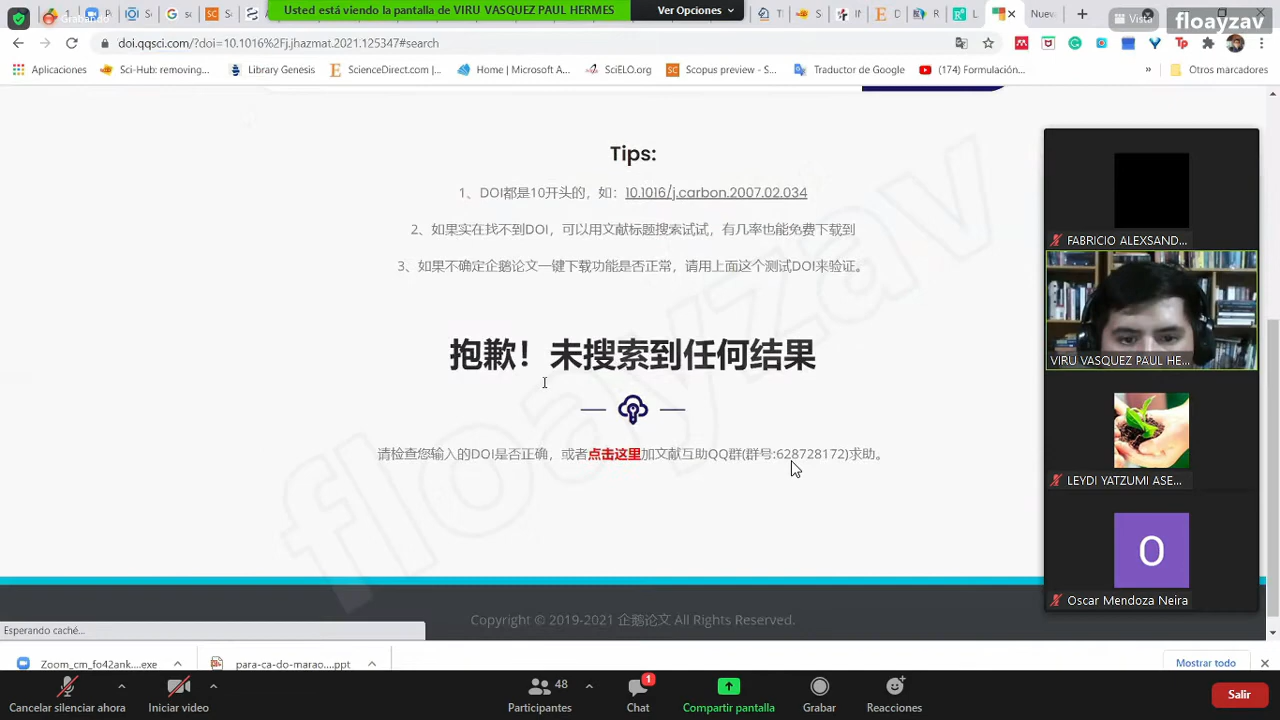 Grabando
Usted está viendo la pantalla de VIRU VASQUEZ PAUL HERMES
Ver Opciones
Nuev
Vista
floayzav
doi.qqsci.com/?doi=10.1016%2Fj.jhazmat.2021.125347#search
Aplicaciones
Sci-Hub: removing...
Library Genesis
ScienceDirect.com |...
Home | Microsoft A...
SciELO.org
Scopus preview - S...
Traductor de Google
(174) Formulación...
»
Otros marcadores
Tips:
1、DOI都是10开头的，如：10.1016/j.carbon.2007.02.034
2、如果实在找不到DOI，可以用文献标题搜索试试，有几率也能免费下载到
3、如果不确定企鹅论文一键下载功能是否正常，请用上面这个测试DOI来验证。
抱歉！未搜索到任何结果
请检查您输入的DOI是否正确，或者点击这里加文献互助QQ群(群号:628728172)求助。
floayzav
Copyright © 2019-2021 企鹅论文 All Rights Reserved.
FABRICIO ALEXSAND...
VIRU VASQUEZ PAUL HE...
LEYDI YATZUMI ASE...
O
Oscar Mendoza Neira
Esperando caché...
Zoom_cm_fo42ank....exe
para-ca-do-marao....ppt
Mostrar todo
Cancelar silenciar ahora
Iniciar video
48
Participantes
1
Chat
Compartir pantalla
Grabar
Reacciones
Salir